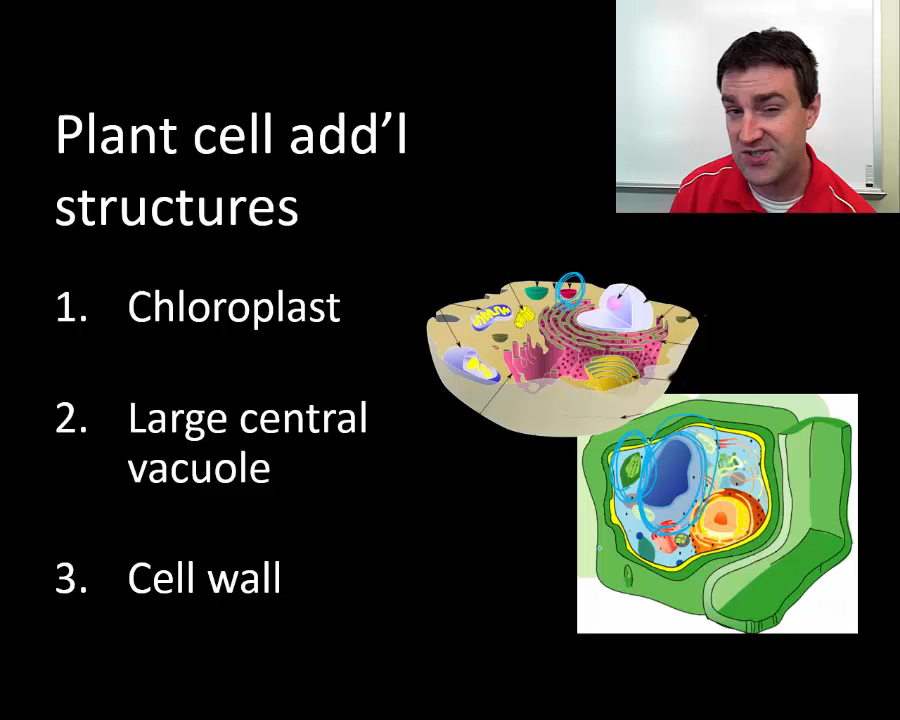 Plant cell add’l
structures
1. Chloroplast
2. Large central
vacuole
3. Cell wall